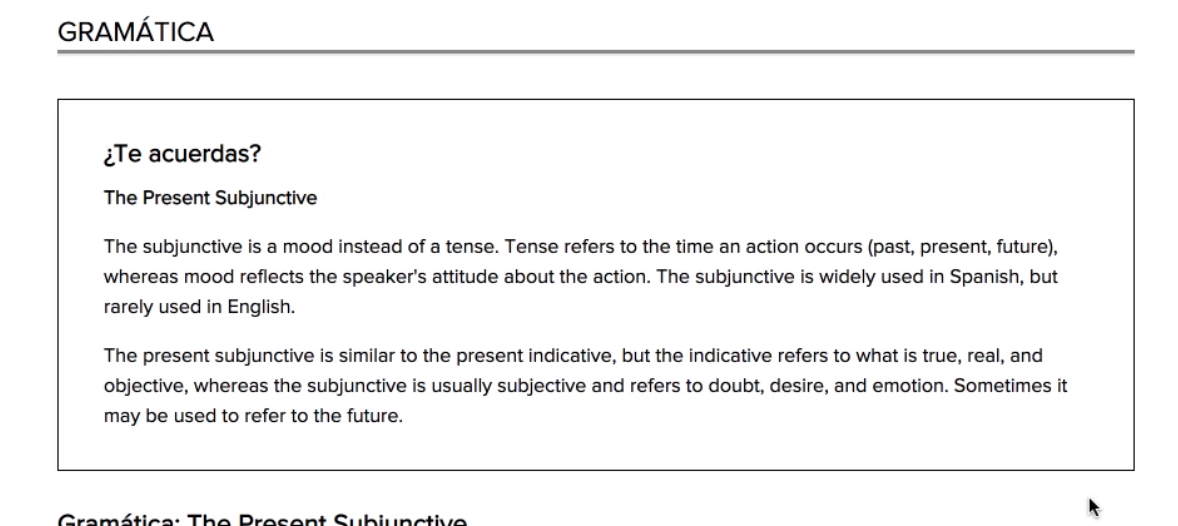 GRAMÁTICA
¿Te acuerdas?
The Present Subjunctive
The subjunctive is a mood instead of a tense. Tense refers to the time an action occurs (past, present, future),
whereas mood reflects the speaker's attitude about the action. The subjunctive is widely used in Spanish, but
rarely used in English.
The present subjunctive is similar to the present indicative, but the indicative refers to what is true, real, and
objective, whereas the subjunctive is usually subjective and refers to doubt, desire, and emotion. Sometimes it
may be used to refer to the future.
Gramática: The Present Subjunctive